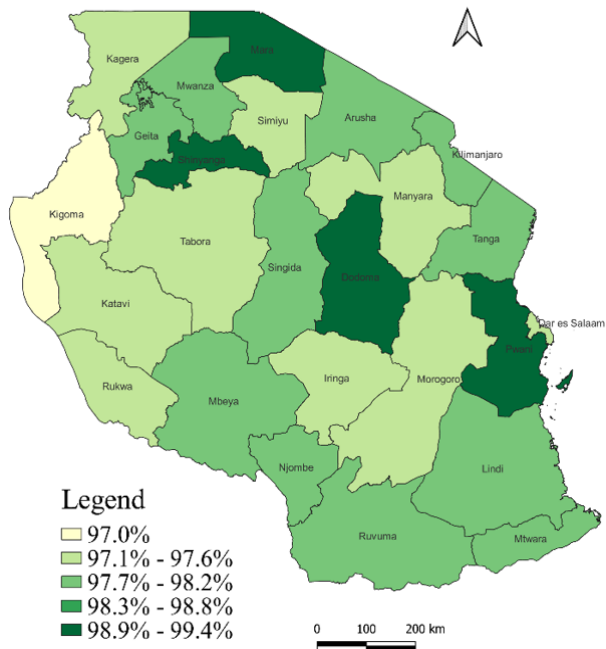 Mara
Kagera
Mwanza
Simiyu
Arusha
Geita
Kilimanjaro
Shinyanga
Manyara
Kigoma
Tanga
Tabora
Singida
Dodoma
Katavi
Dar es Salaam
Pwani
Rukwa
Iringa
Morogoro
Mbeya
Njombe
Lindi
Ruvuma
Mtwara
Legend
97.0%
97.1% - 97.6%
97.7% - 98.2%
98.3% - 98.8%
98.9% - 99.4%
0 100 200 km